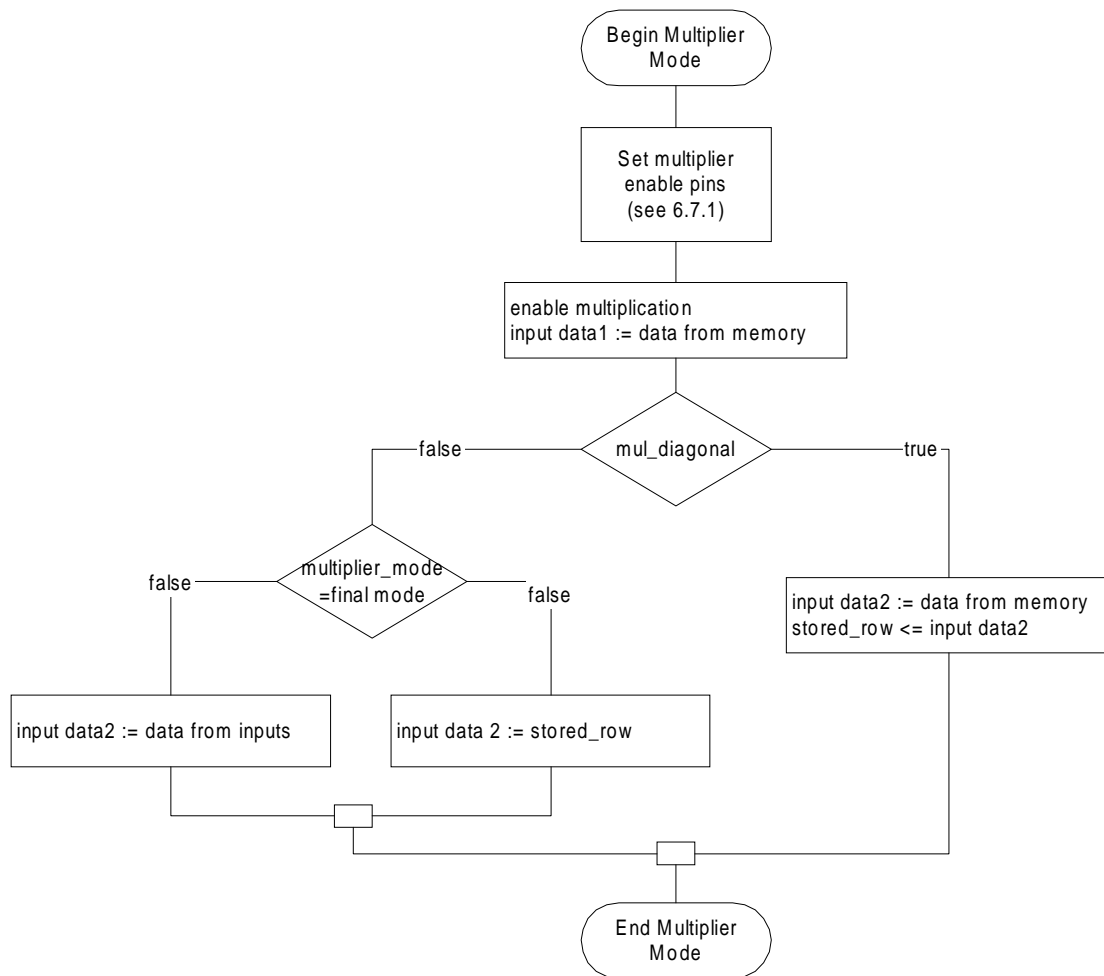 Begin Multiplier
Mode
Set multiplier
enable pins
(see 6.7.1)
enable multiplication
input data1 := data from memory
false
mul_diagonal
true
multiplier_mode
=final mode
false
false
input data2 := data from memory
stored_row <= input data2
input data2 := data from inputs
input data 2 := stored_row
End Multiplier
Mode